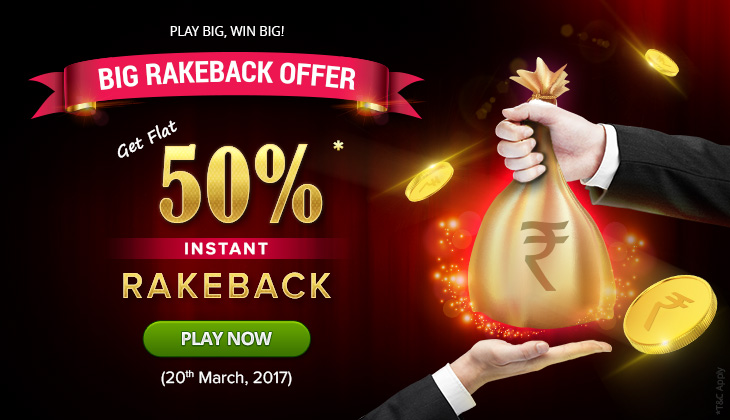 PLAY BIG, WIN BIG!
BIG RAKEBACK OFFER
Get Flat
50%*
INSTANT
RAKEBACK
PLAY NOW
(20th March, 2017)
₹
₹
*T&C Apply